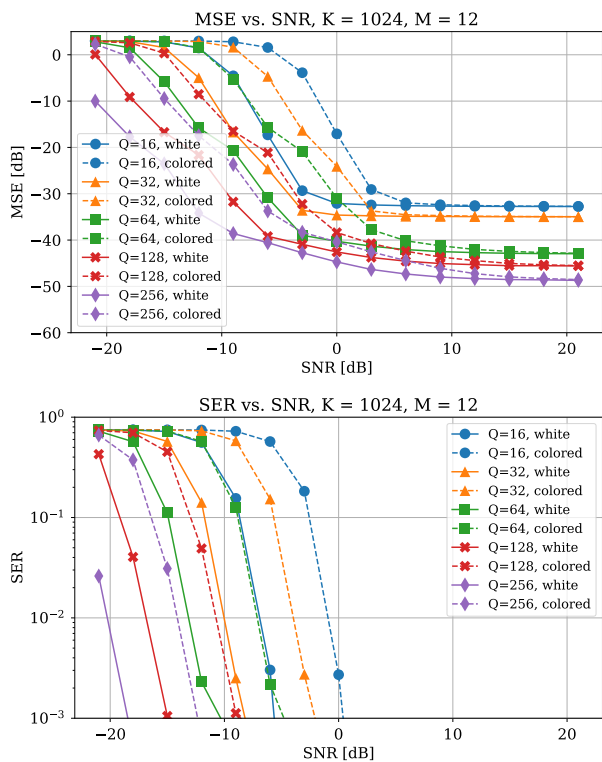 MSE vs. SNR, K = 1024, M = 12
0
−10
−20
−30
−40
−50
−60
MSE [dB]
Q=16, white
Q=16, colored
Q=32, white
Q=32, colored
Q=64, white
Q=64, colored
Q=128, white
Q=128, colored
Q=256, white
Q=256, colored
−20 −10 0 10 20
SNR [dB]
SER vs. SNR, K = 1024, M = 12
10⁰
10⁻¹
10⁻²
10⁻³
SER
Q=16, white
Q=16, colored
Q=32, white
Q=32, colored
Q=64, white
Q=64, colored
Q=128, white
Q=128, colored
Q=256, white
Q=256, colored
−20 −10 0 10 20
SNR [dB]